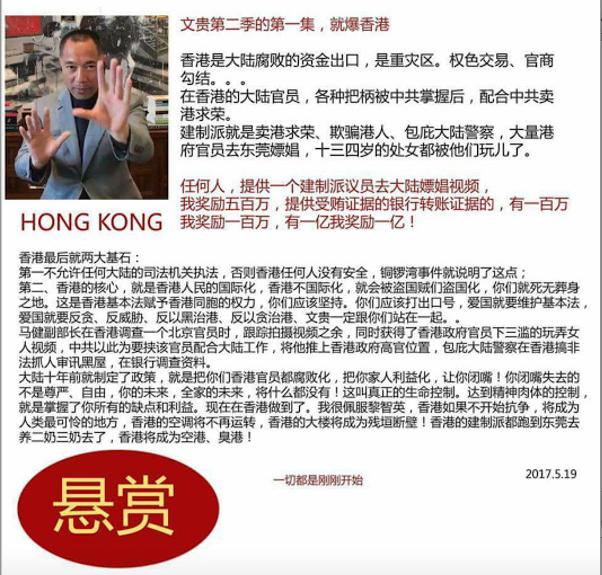 文贵第二季的第一集，就爆香港
香港是大陆腐败的资金出口，是重灾区。权色交易、官商
勾结。。。
在香港的大陆官员，各种把柄被中共掌握后，配合中共卖
港求荣。
建制派就是卖港求荣、欺骗港人、包庇大陆警察，大量港
府官员去东莞嫖娼，十三四岁的处女都被他们玩儿了。
任何人，提供一个建制派议员去大陆嫖娼视频，
我奖励五百万，提供受贿证据的银行转账证据的，有一百万
我奖励一百万，有一亿我奖励一亿！
HONG KONG
香港最后就两大基石：
第一不允许任何大陆的司法机关执法，否则香港任何人没有安全，铜锣湾事件就说明了这点；
第二、香港的核心，就是香港人民的国际化，香港不国际化，就会被盗国贼们盗国化，你们就死无葬身
之地。这是香港基本法赋予香港同胞的权力，你们应该坚持。你们应该打出口号，爱国就要维护基本法，
爱国就要反贪、反威胁、反以黑治港、反以贪治港、文贵一定跟你们站在一起。。
马健副部长在香港调查一个北京官员时，跟踪拍摄视频之余，同时获得了香港政府官员下三滥的玩弄女
人视频，中共以此为要挟该官员配合大陆工作，将他推上香港政府高官位置，包庇大陆警察在香港搞非
法抓人审讯黑屋，在银行调查资料。
大陆十年前就制定了政策，就是把你们香港官员都腐败化，把你家人利益化，让你闭嘴！你闭嘴失去的
不是尊严、自由，你的未来，全家的未来，将什么都没有！这叫真正的生命控制。达到精神肉体的控制，
就是掌握了你所有的缺点和利益。现在在香港做到了。我很佩服黎智英，香港如果不开始抗争，将成为
人类最可怜的地方，香港的空调将不再运转，香港的大楼将成为残垣断壁！香港的建制派都跑到东莞去
养二奶三奶去了，香港将成为空港、臭港！
一切都是刚刚开始
2017.5.19
悬赏